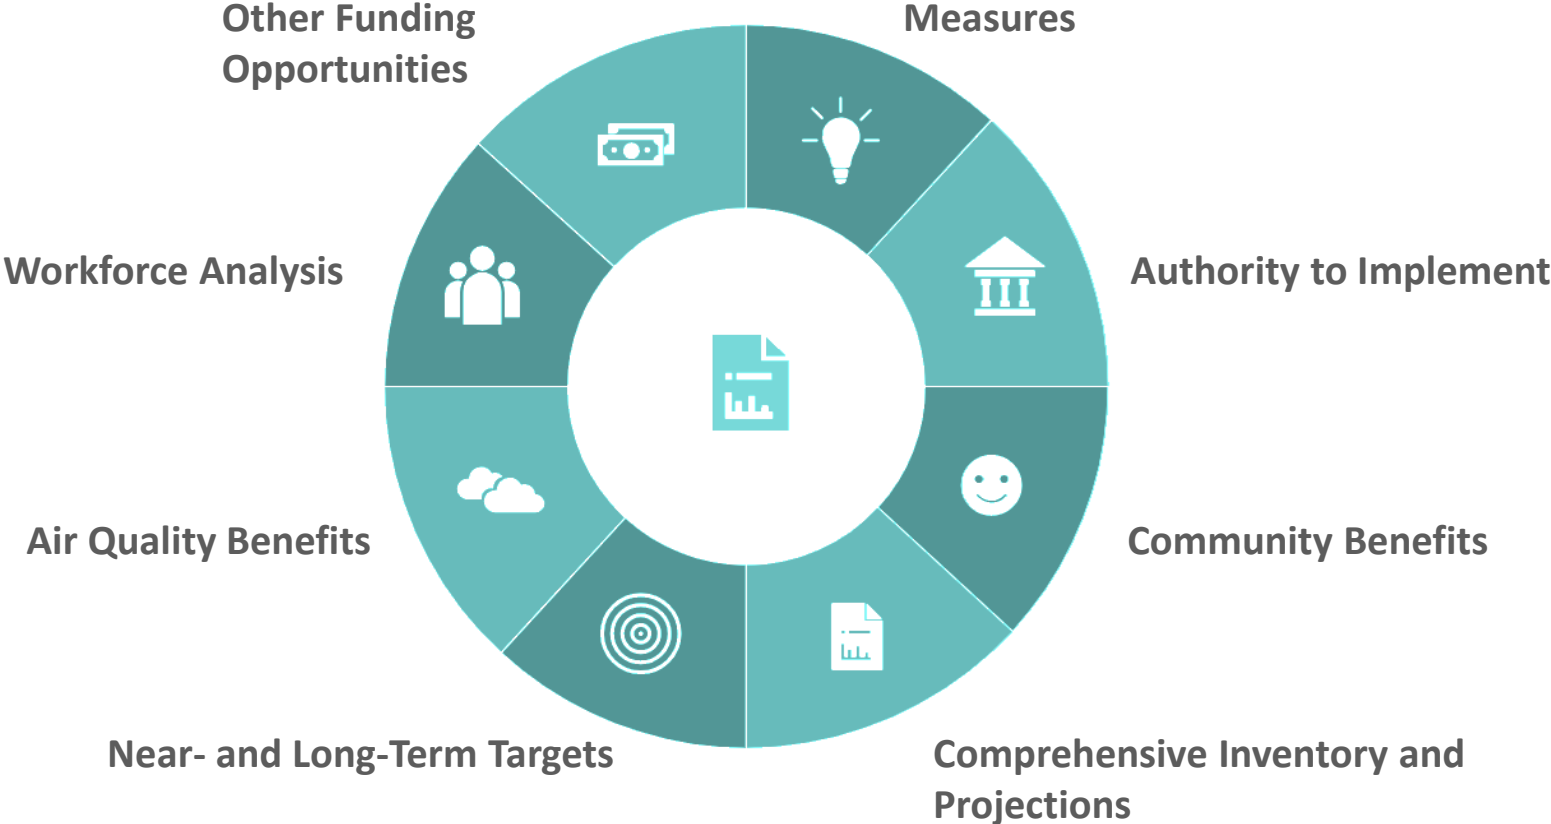 Other Funding
Opportunities
Measures
Workforce Analysis
Authority to Implement
Air Quality Benefits
Community Benefits
Near- and Long-Term Targets
Comprehensive Inventory and
Projections